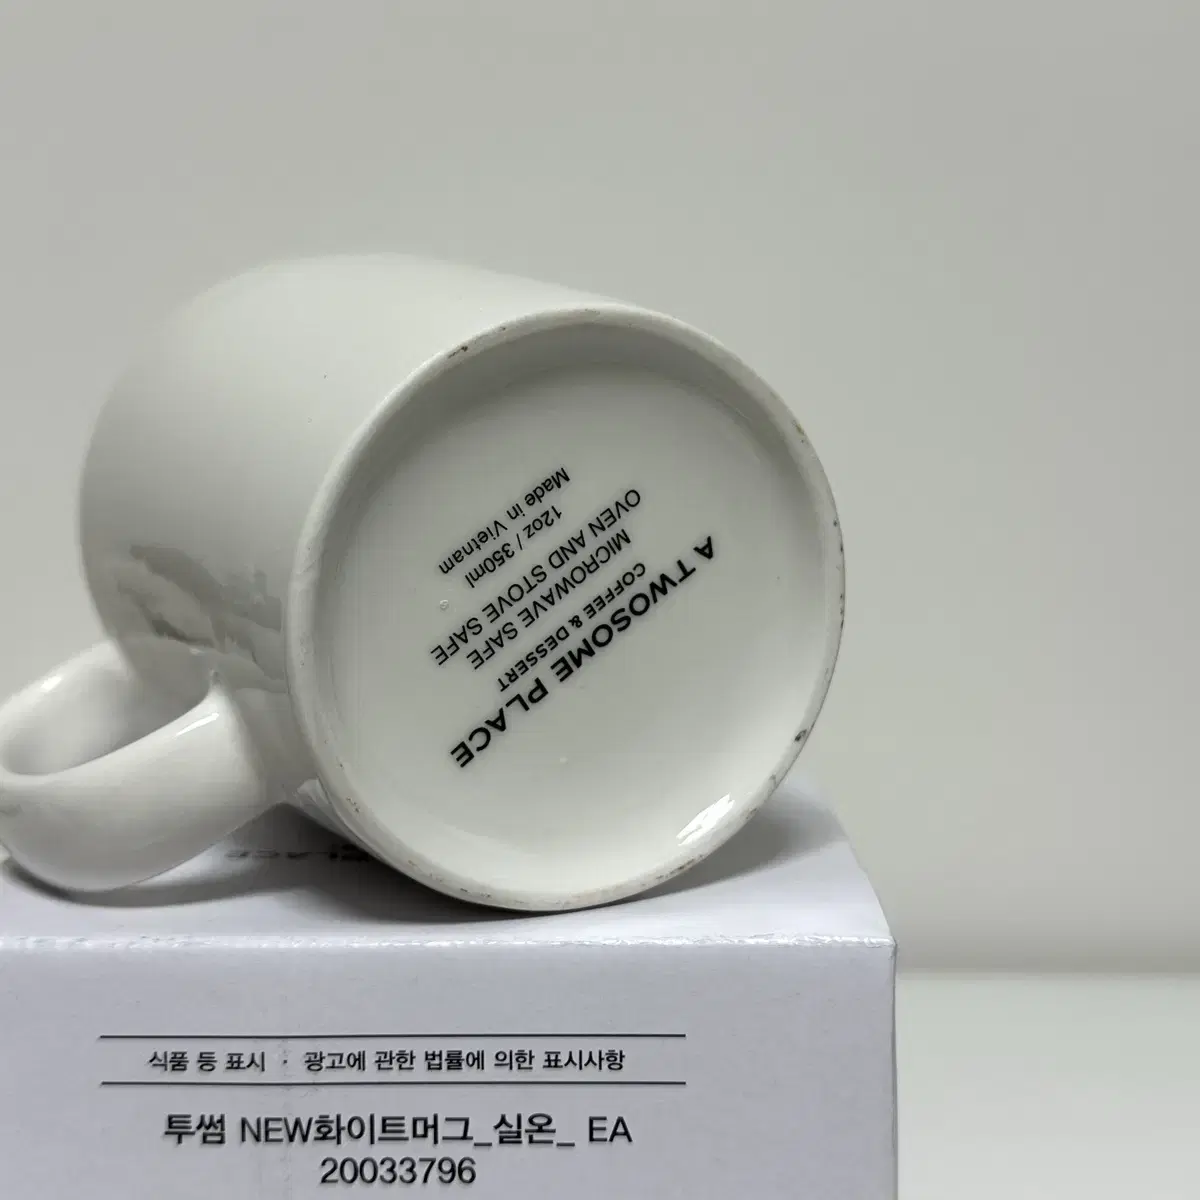 A TWOSOME PLACE
COFFEE & DESSERT
MICROWAVE SAFE
OVEN AND STOVE SAFE
12oz / 350ml
Made in Vietnam
PLACE
식품 등 표시 · 광고에 관한 법률에 의한 표시사항
투썸 NEW화이트머그_실온_ EA
20033796